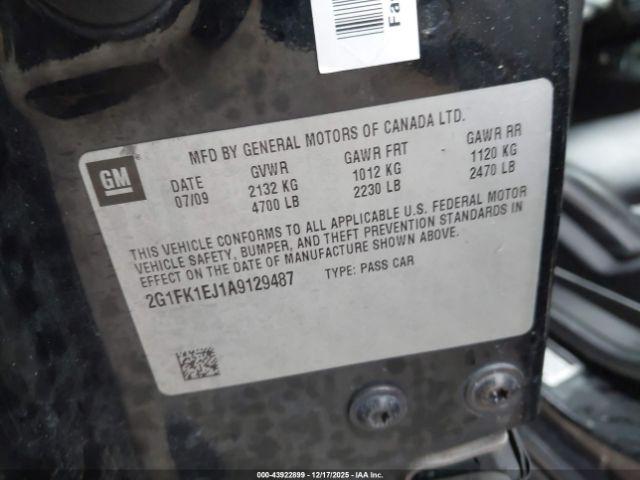 Fa
MFD BY GENERAL MOTORS OF CANADA LTD.
GM
DATE GVWR GAWR FRT GAWR RR
07/09 2132 KG 1012 KG 1120 KG
4700 LB 2230 LB 2470 LB
THIS VEHICLE CONFORMS TO ALL APPLICABLE U.S. FEDERAL MOTOR
VEHICLE SAFETY, BUMPER, AND THEFT PREVENTION STANDARDS IN
EFFECT ON THE DATE OF MANUFACTURE SHOWN ABOVE.
2G1FK1EJ1A9129487 TYPE: PASS CAR
000-43922899 - 12/17/2025 - IAA Inc.